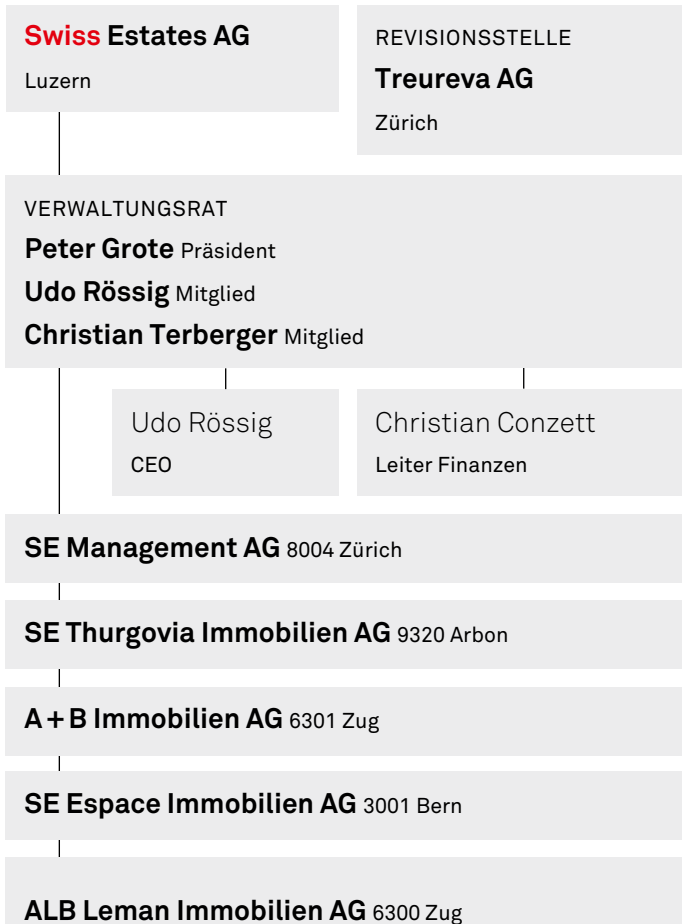 Swiss Estates AG
Luzern
REVISIONSSTELLE
Treureva AG
Zürich
VERWALTUNGSRAT
Peter Grote Präsident
Udo Rössig Mitglied
Christian Terberger Mitglied
Udo Rössig
CEO
Christian Conzett
Leiter Finanzen
SE Management AG 8004 Zürich
SE Thurgovia Immobilien AG 9320 Arbon
A + B Immobilien AG 6301 Zug
SE Espace Immobilien AG 3001 Bern
ALB Leman Immobilien AG 6300 Zug